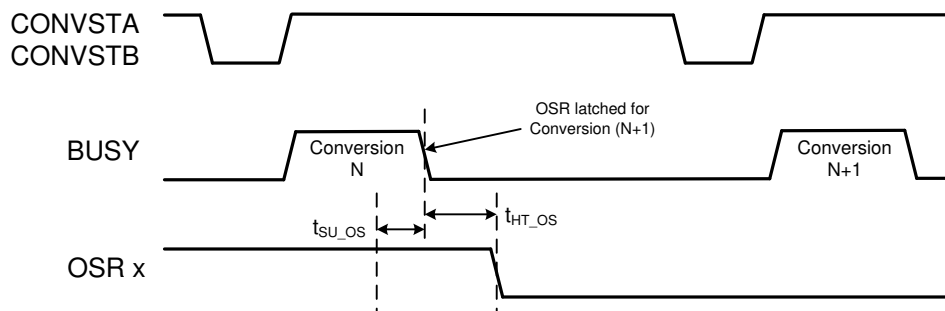 CONVSTA
CONVSTB
OSR latched for
Conversion (N+1)
BUSY
Conversion
N
Conversion
N+1
tSU_OS
tHT_OS
OSR x